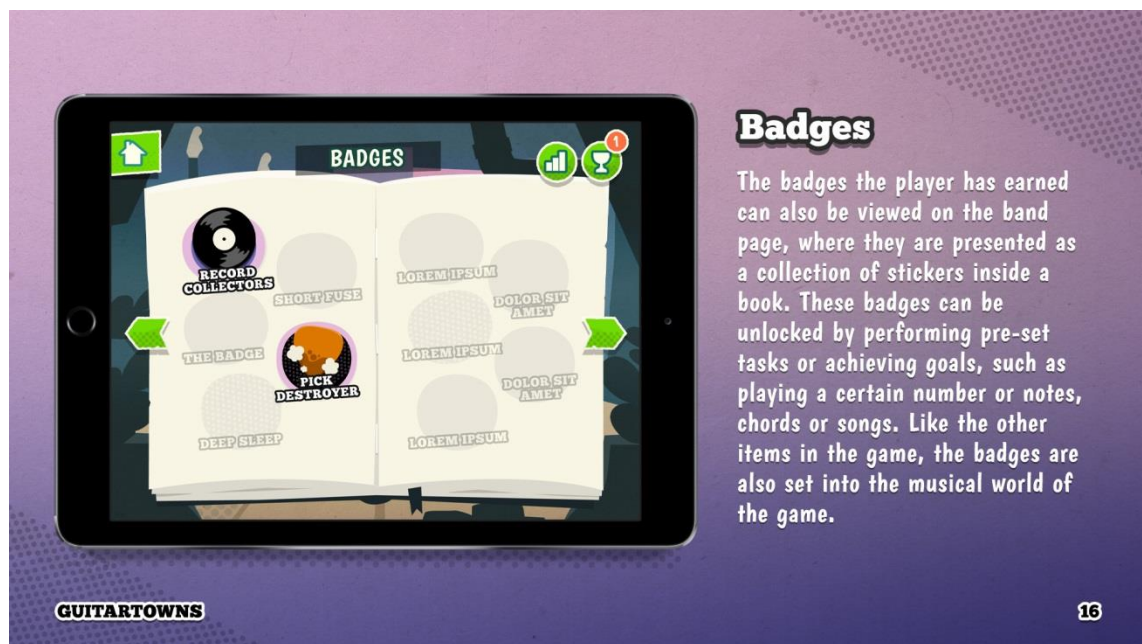 BADGES
1
RECORD
COLLECTORS
SHORT FUSE
THE BADGE
PICK
DESTROYER
DEEP SLEEP
LOREM IPSUM
DOLOR SIT
AMET
LOREM IPSUM
DOLOR SIT
AMET
LOREM IPSUM
Badges
The badges the player has earned
can also be viewed on the band
page, where they are presented as
a collection of stickers inside a
book. These badges can be
unlocked by performing pre-set
tasks or achieving goals, such as
playing a certain number or notes,
chords or songs. Like the other
items in the game, the badges are
also set into the musical world of
the game.
GUITARTOWNS
16